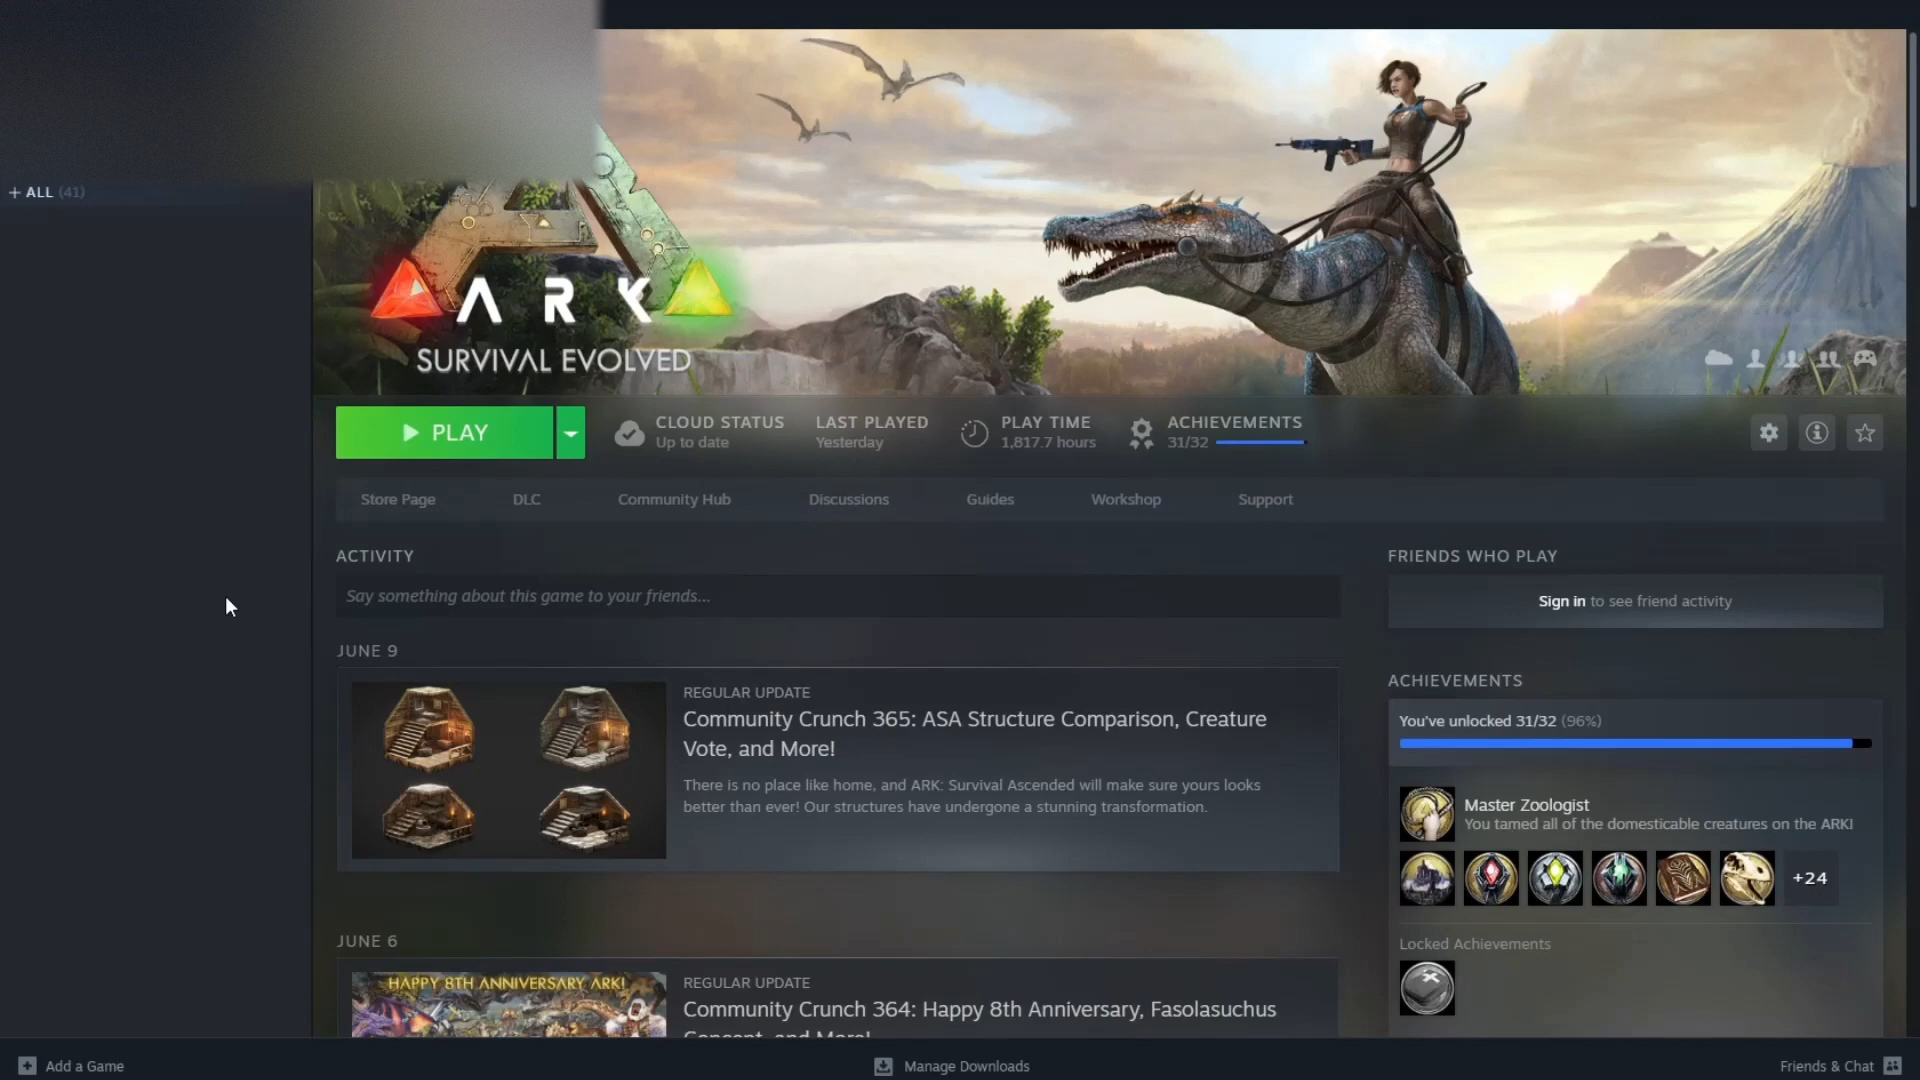 + ALL (41)
ARK
SURVIVAL EVOLVED
PLAY
CLOUD STATUS
Up to date
LAST PLAYED
Yesterday
PLAY TIME
1,817.7 hours
ACHIEVEMENTS
31/32
Store Page
DLC
Community Hub
Discussions
Guides
Workshop
Support
ACTIVITY
Say something about this game to your friends...
JUNE 9
REGULAR UPDATE
Community Crunch 365: ASA Structure Comparison, Creature
Vote, and More!
There is no place like home, and ARK: Survival Ascended will make sure yours looks
better than ever! Our structures have undergone a stunning transformation.
JUNE 6
HAPPY 8TH ANNIVERSARY ARK!
REGULAR UPDATE
Community Crunch 364: Happy 8th Anniversary, Fasolasuchus
Concept, and More!
FRIENDS WHO PLAY
Sign in to see friend activity
ACHIEVEMENTS
You've unlocked 31/32 (96%)
Master Zoologist
You tamed all of the domesticable creatures on the ARK!
+24
Locked Achievements
Add a Game
Manage Downloads
Friends & Chat